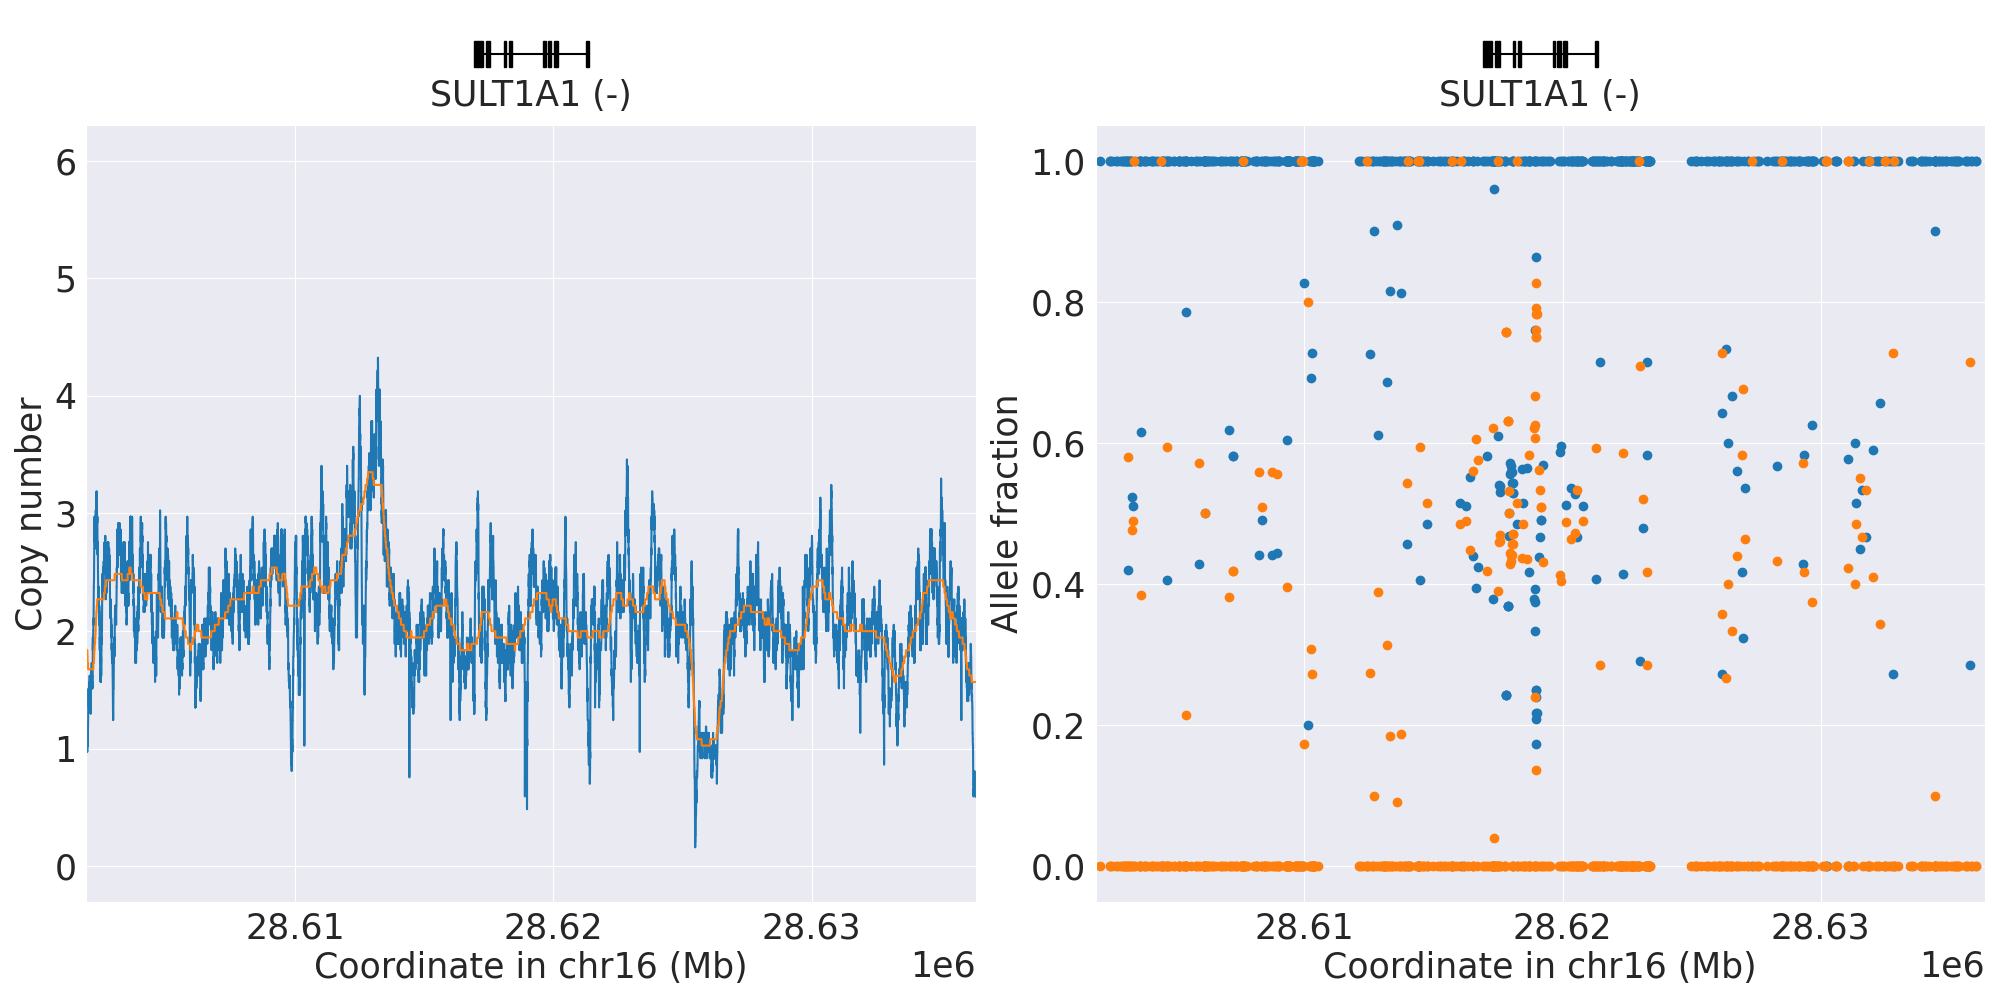 SULT1A1 (-)
6
5
4
3
2
1
0
Copy number
28.61
28.62
28.63
Coordinate in chr16 (Mb)
1e6
SULT1A1 (-)
1.0
0.8
0.6
0.4
0.2
0.0
Allele fraction
28.61
28.62
28.63
Coordinate in chr16 (Mb)
1e6